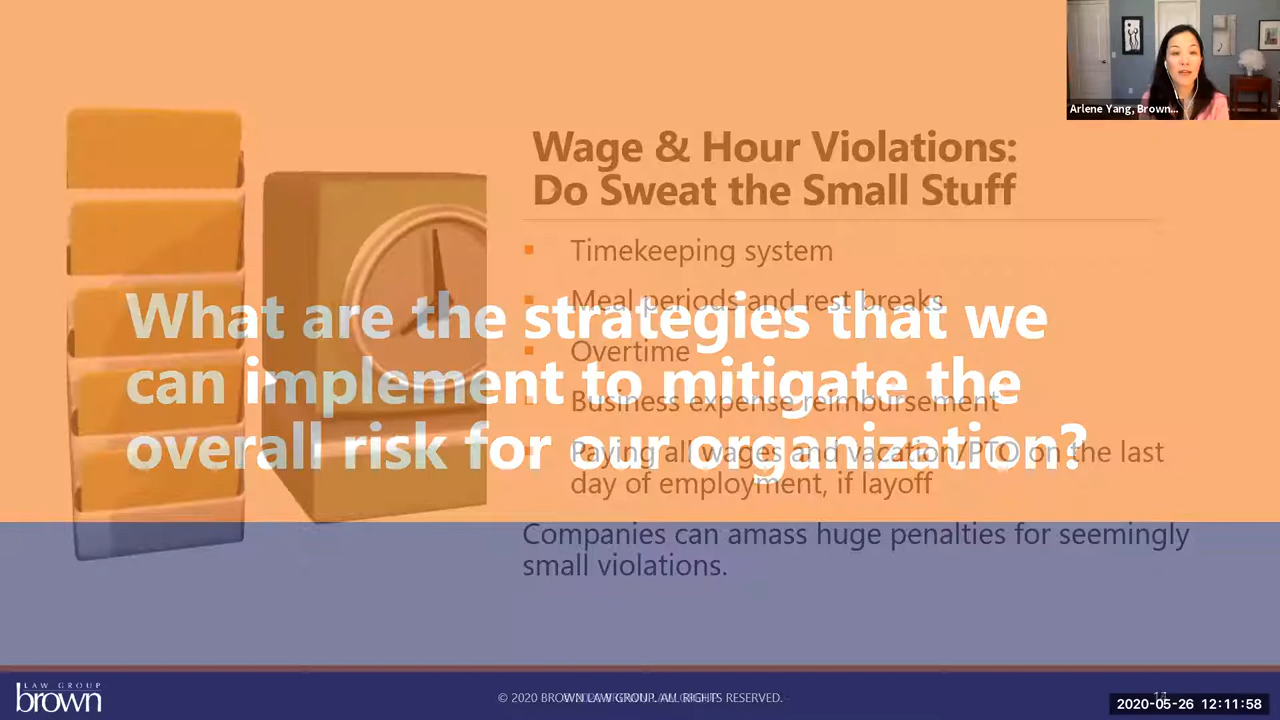 Arlene Yang, Brown...
Wage & Hour Violations:
Do Sweat the Small Stuff
Timekeeping system
Meal periods and rest breaks
Overtime
Business expense reimbursement
Paying all wages and vacation/PTO on the last
day of employment, if layoff
Companies can amass huge penalties for seemingly
small violations.
What are the strategies that we
can implement to mitigate the
overall risk for our organization?
LAW GROUP
brown
© 2020 BROWN LAW GROUP. ALL RIGHTS RESERVED.
2020-05-26 12:11:58